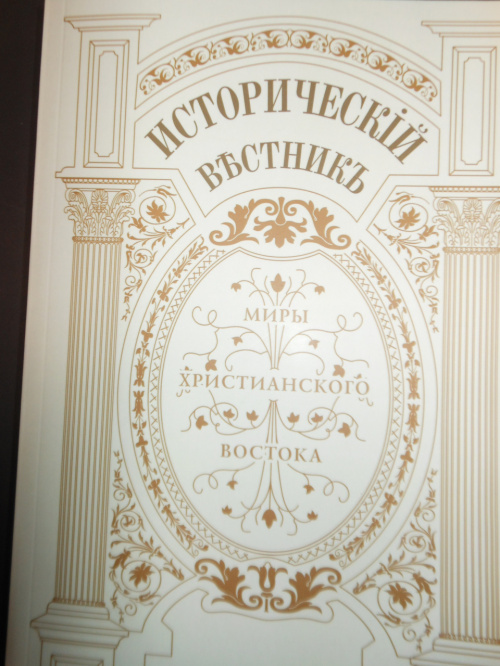 ИСТОРИЧЕСКІЙ
ВѢСТНИКЪ
МИРЫ
ХРИСТИАНСКОГО
ВОСТОКА